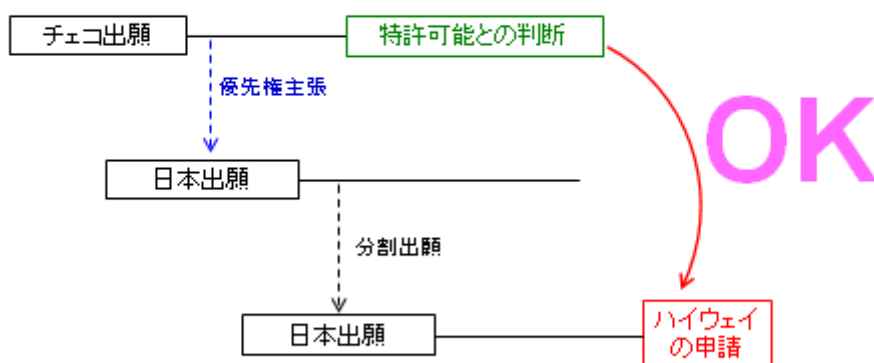 チェコ出願
特許可能との判断
優先権主張
OK
日本出願
分割出願
日本出願
ハイウェイ
の申請